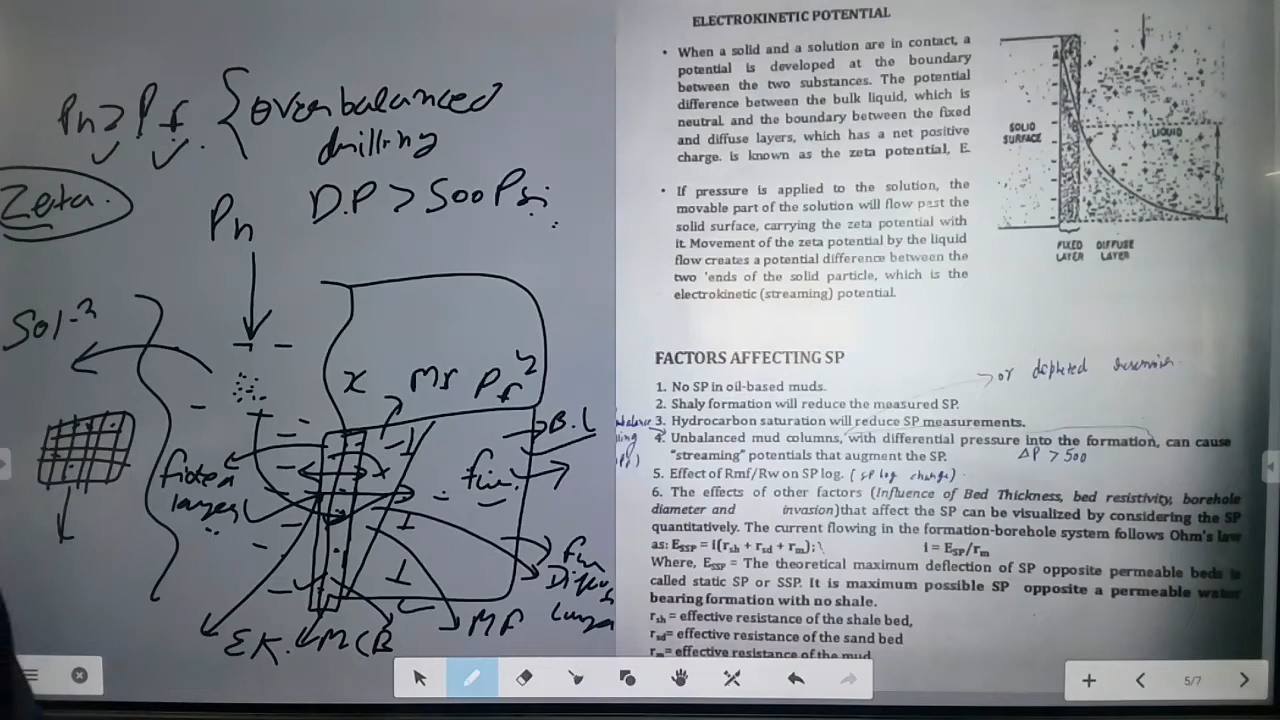 Pn > Pf { overbalanced
drilling
Zeta.
Pn
D.P > 500 Psi
fixed
layer
B.L
E.K.
MCR
MF
ELECTROKINETIC POTENTIAL
• When a solid and a solution are in contact, a
potential is developed at the boundary
between the two substances. The potential
difference between the bulk liquid, which is
neutral and the boundary between the fixed
and diffuse layers, which has a net positive
charge. is known as the zeta potential, E.
• If pressure is applied to the solution, the
movable part of the solution will flow past the
solid surface, carrying the zeta potential with
it. Movement of the zeta potential by the liquid
flow creates a potential difference between the
two 'ends of the solid particle, which is the
electrokinetic (streaming) potential.
SOLID
SURFACE
LIQUID
FIXED
LAYER
DIFFUSE
LAYER
FACTORS AFFECTING SP
or depleted
1. No SP in oil-based muds.
2. Shaly formation will reduce the measured SP.
3. Hydrocarbon saturation will reduce SP measurements.
4. Unbalanced mud columns, with differential pressure into the formation, can cause
"streaming" potentials that augment the SP.
ΔP > 500
5. Effect of Rmf/Rw on SP log. (SP log change).
6. The effects of other factors (Influence of Bed Thickness, bed resistivity, borehole
diameter and invasion)that affect the SP can be visualized by considering the SP
quantitatively. The current flowing in the formation-borehole system follows Ohm's law
as: ESSP = i(rsh + rsd + rm); i = ESP/rm
Where, ESSP = The theoretical maximum deflection of SP opposite permeable beds is
called static SP or SSP. It is maximum possible SP opposite a permeable water
bearing formation with no shale.
rsh = effective resistance of the shale bed,
rsd= effective resistance of the sand bed
rm= effective resistance of the mud
5/7